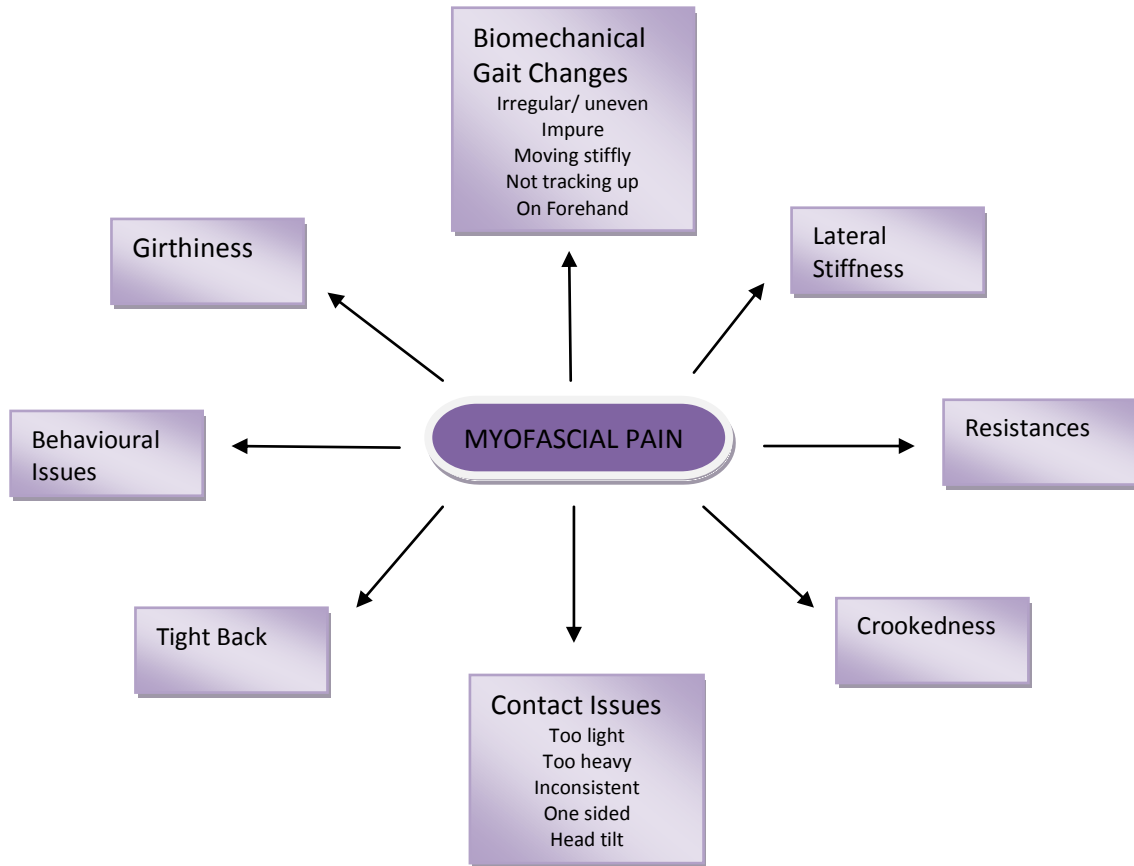 Biomechanical
Gait Changes
Irregular/ uneven
Impure
Moving stiffly
Not tracking up
On Forehand
Girthiness
Lateral
Stiffness
Behavioural
Issues
MYOFASCIAL PAIN
Resistances
Tight Back
Crookedness
Contact Issues
Too light
Too heavy
Inconsistent
One sided
Head tilt